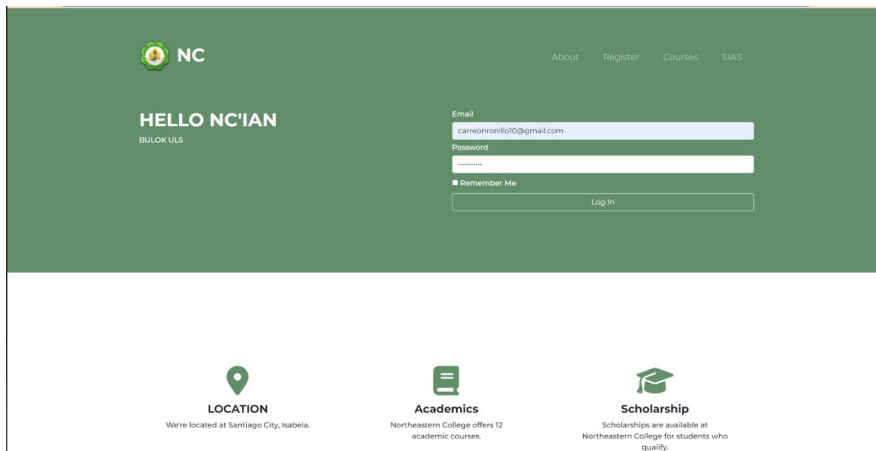 NC
About Register Courses SIAS
HELLO NC'IAN
BULOK ULS
Email
carreonronillo10@gmail.com
Password
Remember Me
Log In
LOCATION
We're located at Santiago City, Isabela.
Academics
Northeastern College offers 12
academic courses.
Scholarship
Scholarships are available at
Northeastern College for students who
qualify.